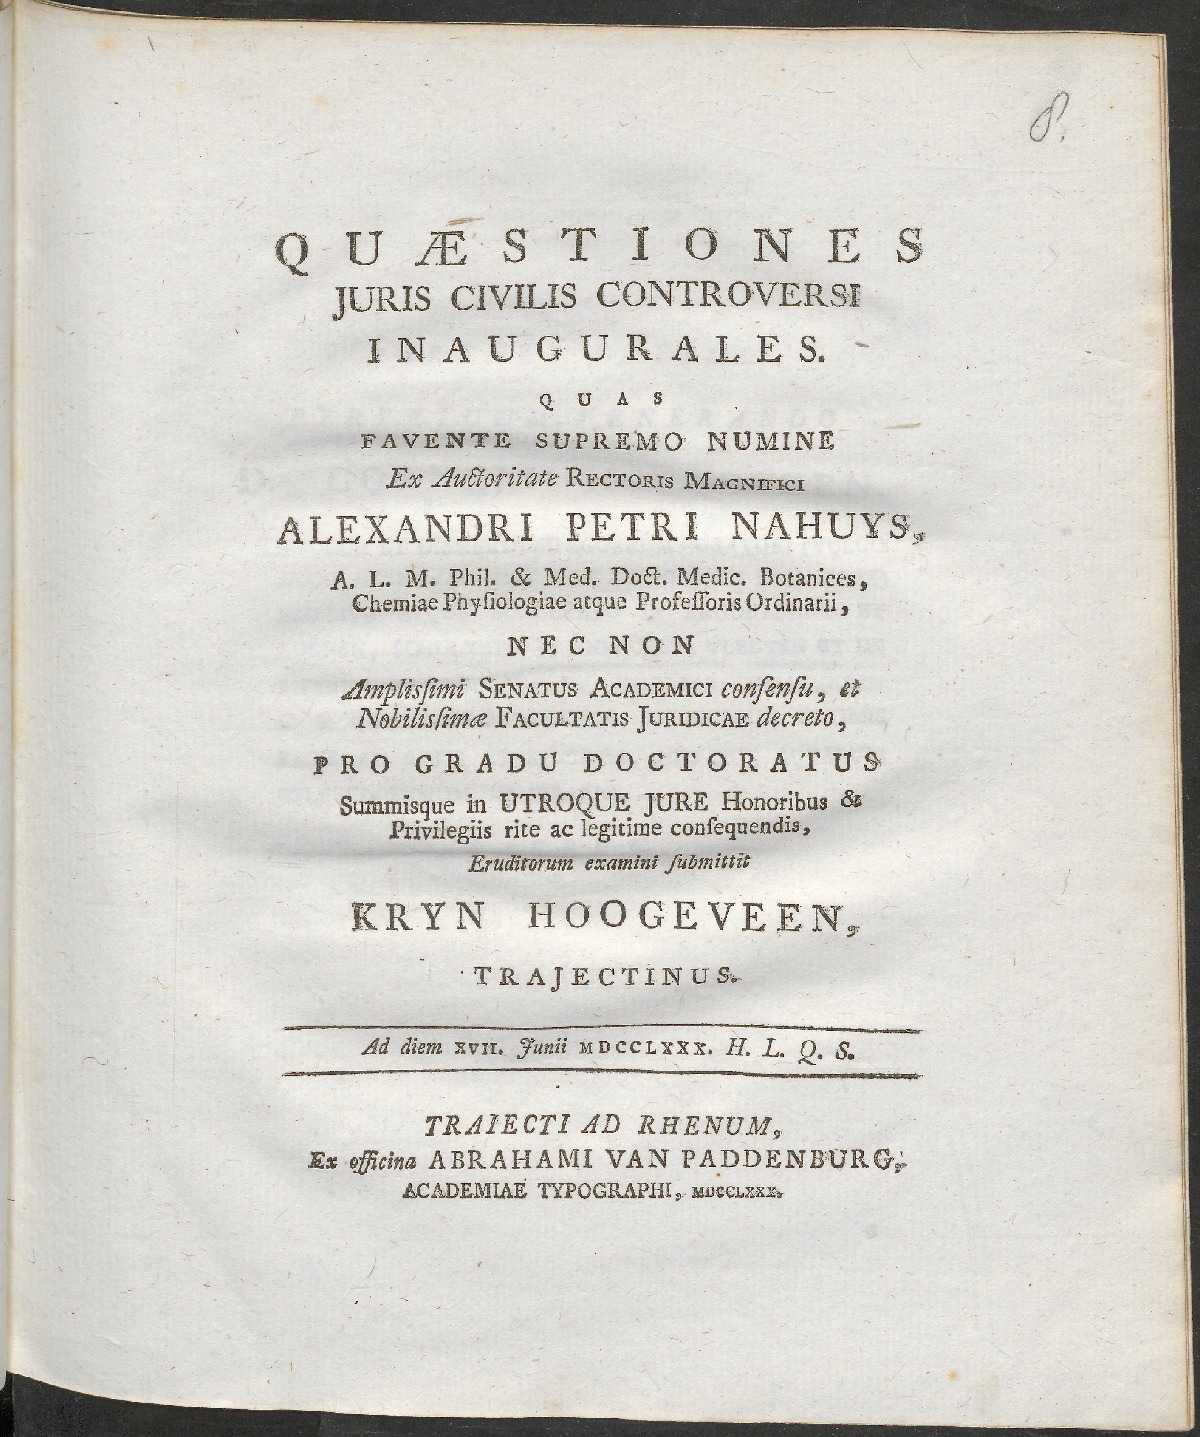 8.
QUÆSTIONES
JURIS CIVILIS CONTROVERSI
INAUGURALES.
QUAS
FAVENTE SUPREMO NUMINE
Ex Auctoritate RECTORIS MAGNIFICI
ALEXANDRI PETRI NAHUYS,
A. L. M. Phil. & Med. Doct. Medic. Botanices,
Chemiae Phyſiologiae atque Profeſſoris Ordinarii,
NEC NON
Ampliſſimi SENATUS ACADEMICI conſenſu, et
Nobiliſſimæ FACULTATIS JURIDICAE decreto,
PRO GRADU DOCTORATUS
Summisque in UTROQUE JURE Honoribus &
Privilegiis rite ac legitime conſequendis,
Eruditorum examini ſubmittit
KRYN HOOGEVEEN,
TRAJECTINUS.
Ad diem XVII. Junii MDCCLXXX. H. L. Q. S.
TRAIECTI AD RHENUM,
Ex officina ABRAHAMI VAN PADDENBURG,
ACADEMIAE TYPOGRAPHI, MDCCLXXX.